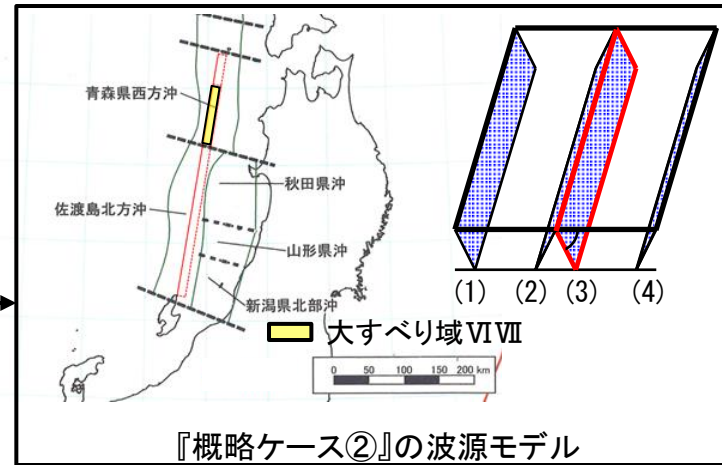 青森県西方沖
秋田県沖
佐渡島北方沖
山形県沖
新潟県北部沖
大すべり域ⅥⅦ
0 50 100 150 200 km
(1) (2) (3) (4)
『概略ケース②』の波源モデル